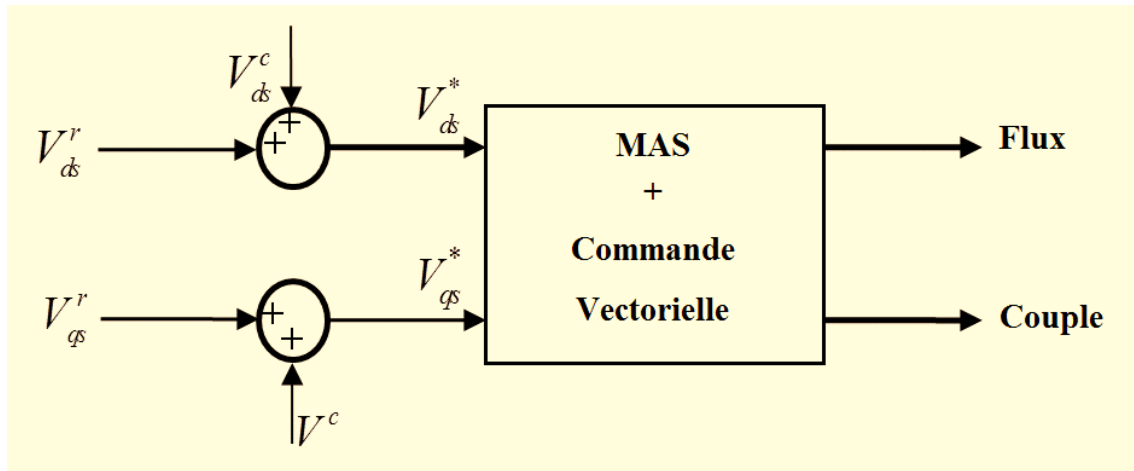 V^c_ds
V^*_ds
V^r_ds
+
+
MAS
+
Commande
Vectorielle
Flux
V^*_qs
V^r_qs
+
+
Couple
V^c